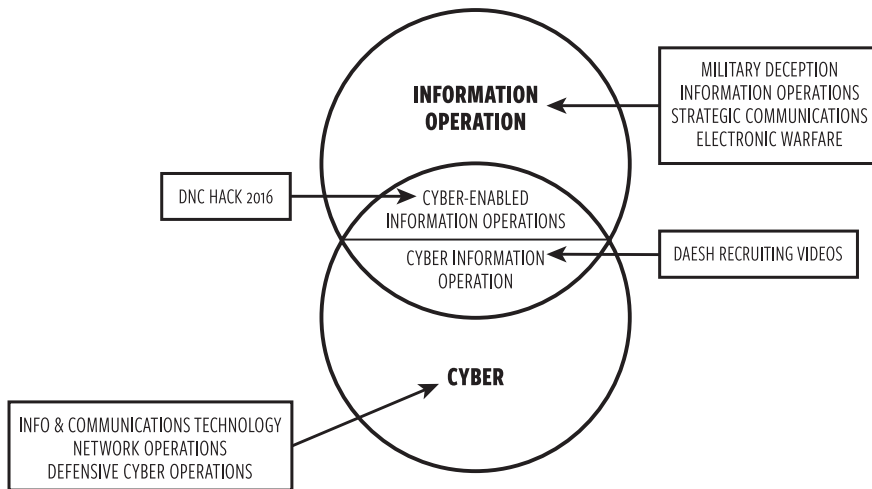 INFORMATION
OPERATION
MILITARY DECEPTION
INFORMATION OPERATIONS
STRATEGIC COMMUNICATIONS
ELECTRONIC WARFARE
DNC HACK 2016
CYBER-ENABLED
INFORMATION OPERATIONS
CYBER INFORMATION
OPERATION
DAESH RECRUITING VIDEOS
CYBER
INFO & COMMUNICATIONS TECHNOLOGY
NETWORK OPERATIONS
DEFENSIVE CYBER OPERATIONS